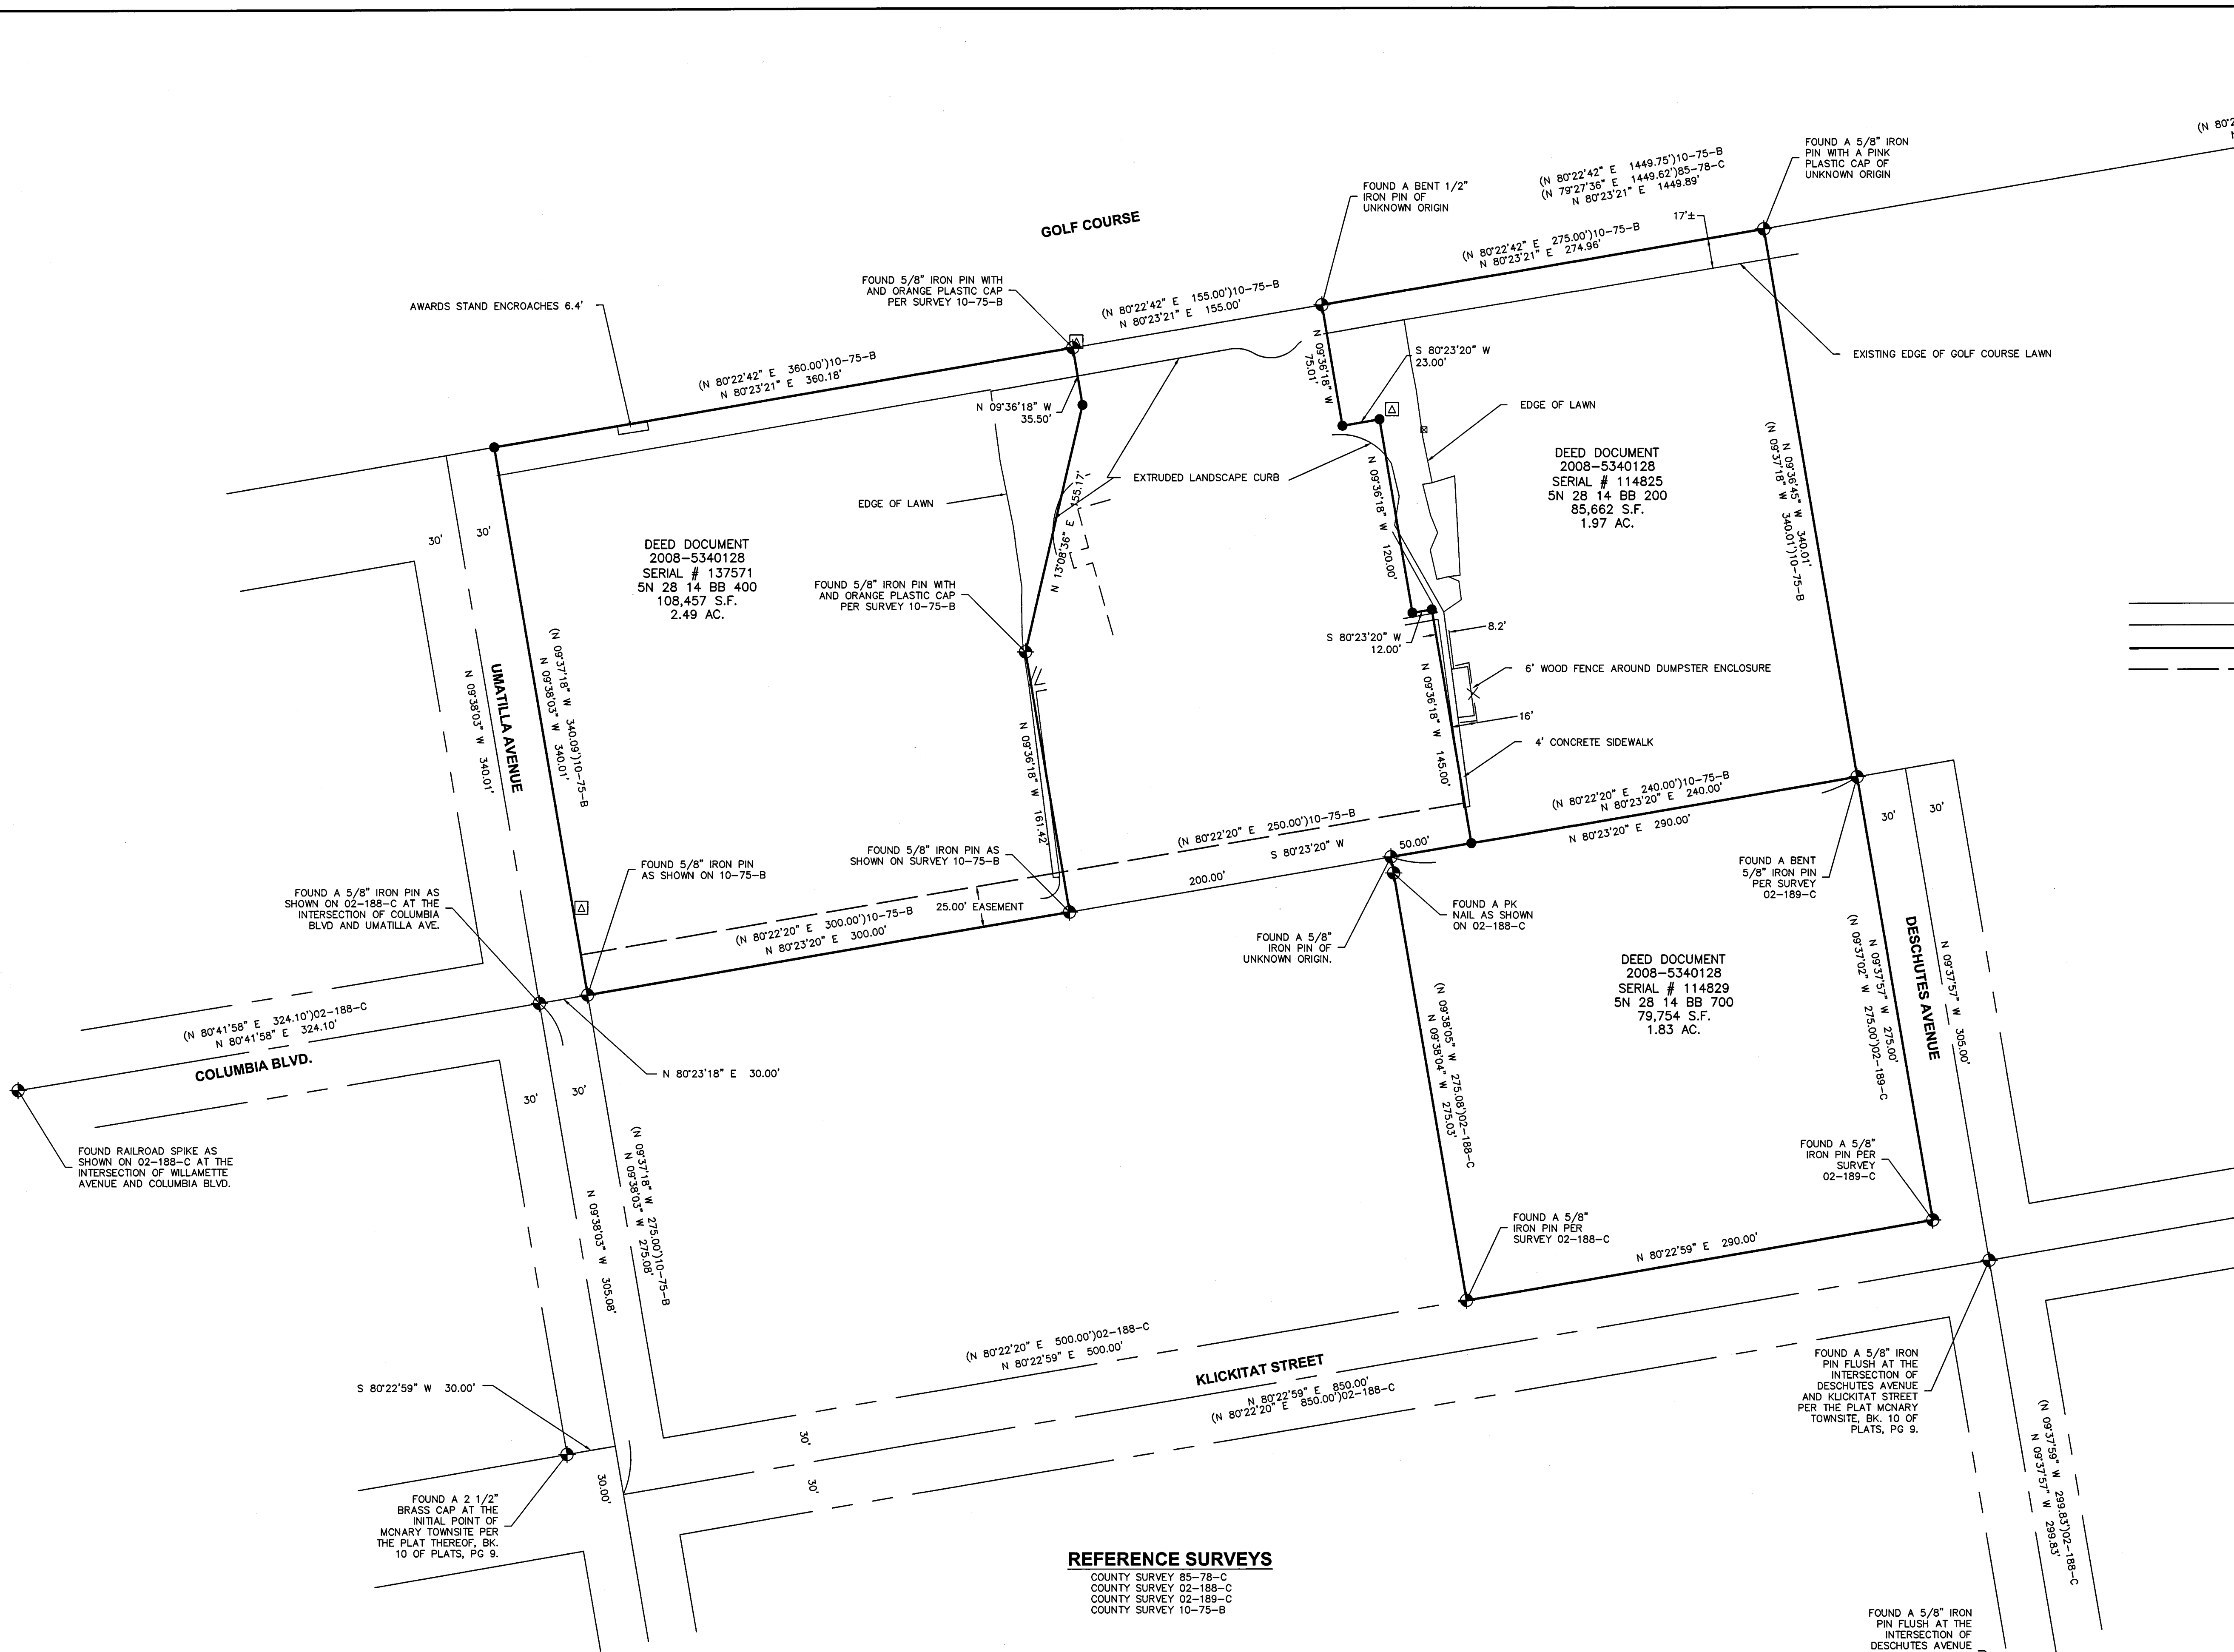 (N 80°2
FOUND A 5/8" IRON
PIN WITH A PINK
PLASTIC CAP OF
UNKNOWN ORIGIN
(N 80°22'42" E 1449.75')10-75-B
(N 79°27'36" E 1449.62')85-78-C
N 80°23'21" E 1449.89'
FOUND A BENT 1/2"
IRON PIN OF
UNKNOWN ORIGIN
17'±
GOLF COURSE
(N 80°22'42" E 275.00')10-75-B
N 80°23'21" E 274.96'
FOUND 5/8" IRON PIN WITH
AND ORANGE PLASTIC CAP
PER SURVEY 10-75-B
(N 80°22'42" E 155.00')10-75-B
N 80°23'21" E 155.00'
AWARDS STAND ENCROACHES 6.4'
N 09°36'18" W
75.01'
S 80°23'20" W
23.00'
EXISTING EDGE OF GOLF COURSE LAWN
(N 80°22'42" E 360.00')10-75-B
N 80°23'21" E 360.18'
N 09°36'18" W
35.50'
EDGE OF LAWN
DEED DOCUMENT
2008-5340128
SERIAL # 114825
5N 28 14 BB 200
85,662 S.F.
1.97 AC.
N 09°36'45" W 340.01'
(N 09°37'18" W 340.01')10-75-B
EXTRUDED LANDSCAPE CURB
EDGE OF LAWN
N 13°08'36" E 155.17'
N 09°36'18" W 120.00'
30'
30'
DEED DOCUMENT
2008-5340128
SERIAL # 137571
5N 28 14 BB 400
108,457 S.F.
2.49 AC.
FOUND 5/8" IRON PIN WITH
AND ORANGE PLASTIC CAP
PER SURVEY 10-75-B
S 80°23'20" W
12.00'
8.2'
6' WOOD FENCE AROUND DUMPSTER ENCLOSURE
16'
4' CONCRETE SIDEWALK
UMATILLA AVENUE
N 09°38'03" W 340.01'
(N 09°37'18" W 340.09')10-75-B
N 09°38'03" W 340.01'
N 09°36'18" W 161.42'
N 09°36'18" W 145.00'
(N 80°22'20" E 240.00')10-75-B
N 80°23'20" E 240.00'
N 80°23'20" E 290.00'
30'
30'
(N 80°22'20" E 250.00')10-75-B
S 80°23'20" W
50.00'
200.00'
FOUND 5/8" IRON PIN AS
SHOWN ON SURVEY 10-75-B
FOUND 5/8" IRON PIN
AS SHOWN ON 10-75-B
FOUND A 5/8" IRON PIN AS
SHOWN ON 02-188-C AT THE
INTERSECTION OF COLUMBIA
BLVD AND UMATILLA AVE.
25.00' EASEMENT
(N 80°22'20" E 300.00')10-75-B
N 80°23'20" E 300.00'
FOUND A BENT
5/8" IRON PIN
PER SURVEY
02-189-C
FOUND A PK
NAIL AS SHOWN
ON 02-188-C
FOUND A 5/8"
IRON PIN OF
UNKNOWN ORIGIN.
DEED DOCUMENT
2008-5340128
SERIAL # 114829
5N 28 14 BB 700
79,754 S.F.
1.83 AC.
DESCHUTES AVENUE
N 09°37'57" W 305.00'
N 09°37'57" W 275.00'
(N 09°37'02" W 275.00')02-189-C
(N 80°41'58" E 324.10')02-188-C
N 80°41'58" E 324.10'
COLUMBIA BLVD.
N 80°23'18" E 30.00'
30'
30'
(N 09°38'05" W 275.08')02-188-C
N 09°38'04" W 275.03'
FOUND RAILROAD SPIKE AS
SHOWN ON 02-188-C AT THE
INTERSECTION OF WILLAMETTE
AVENUE AND COLUMBIA BLVD.
(N 09°37'18" W 275.00')10-75-B
N 09°38'03" W 275.08'
N 09°38'03" W 305.08'
FOUND A 5/8"
IRON PIN PER
SURVEY
02-189-C
FOUND A 5/8"
IRON PIN PER
SURVEY 02-188-C
N 80°22'59" E 290.00'
(N 80°22'20" E 500.00')02-188-C
N 80°22'59" E 500.00'
KLICKITAT STREET
N 80°22'59" E 850.00'
(N 80°22'20" E 850.00')02-188-C
S 80°22'59" W 30.00'
30'
30'
30.00'
FOUND A 5/8" IRON
PIN FLUSH AT THE
INTERSECTION OF
DESCHUTES AVENUE
AND KLICKITAT STREET
PER THE PLAT MCNARY
TOWNSITE, BK. 10 OF
PLATS, PG 9.
(N 09°37'59" W 299.83')02-188-C
N 09°37'57" W 299.83'
FOUND A 2 1/2"
BRASS CAP AT THE
INITIAL POINT OF
MCNARY TOWNSITE PER
THE PLAT THEREOF, BK.
10 OF PLATS, PG 9.
REFERENCE SURVEYS
COUNTY SURVEY 85-78-C
COUNTY SURVEY 02-188-C
COUNTY SURVEY 02-189-C
COUNTY SURVEY 10-75-B
FOUND A 5/8" IRON
PIN FLUSH AT THE
INTERSECTION OF
DESCHUTES AVENUE